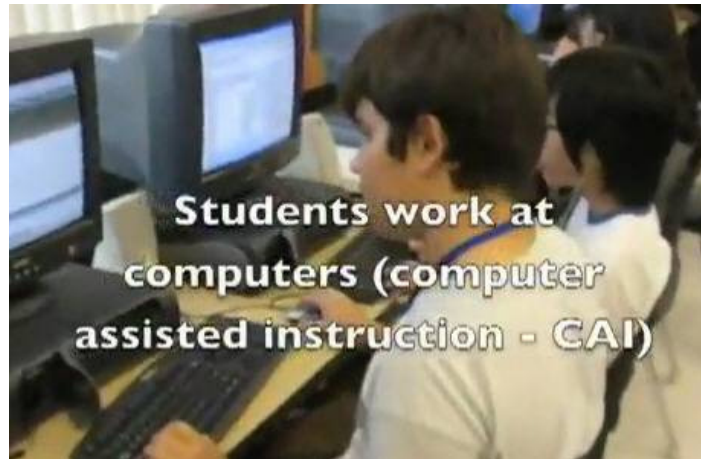 Students work at
computers (computer
assisted instruction - CAI)